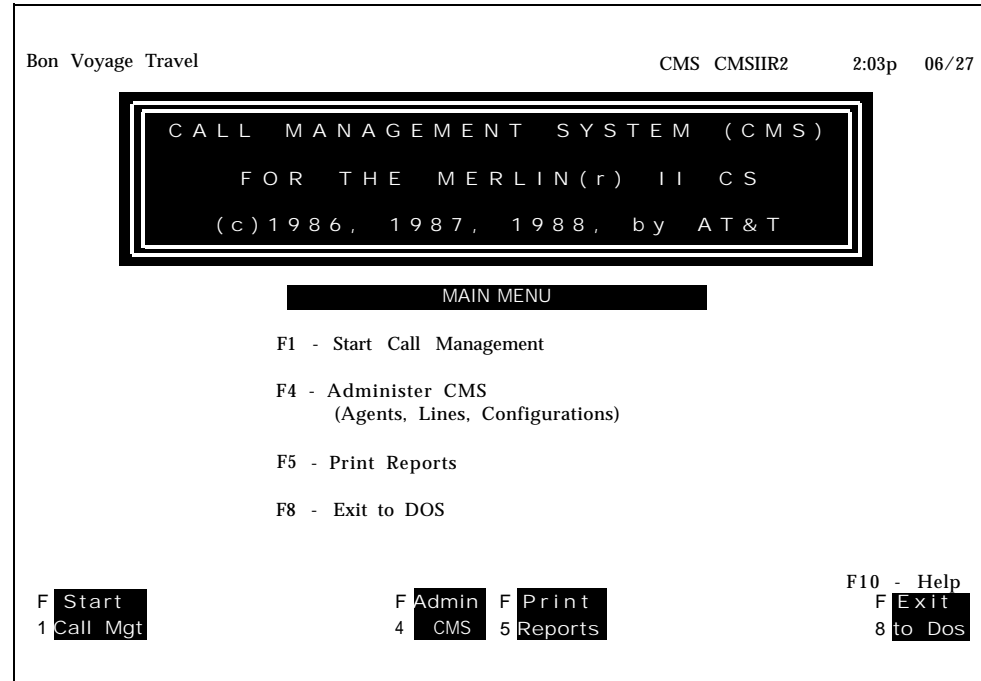 Bon Voyage Travel CMS CMSIIR2 2:03p 06/27
CALL MANAGEMENT SYSTEM (CMS)
FOR THE MERLIN(r) II CS
(c)1986, 1987, 1988, by AT&T
MAIN MENU
F1 - Start Call Management
F4 - Administer CMS
(Agents, Lines, Configurations)
F5 - Print Reports
F8 - Exit to DOS
F10 - Help
F Start F Admin F Print F Exit
1 Call Mgt 4 CMS 5 Reports 8 to Dos